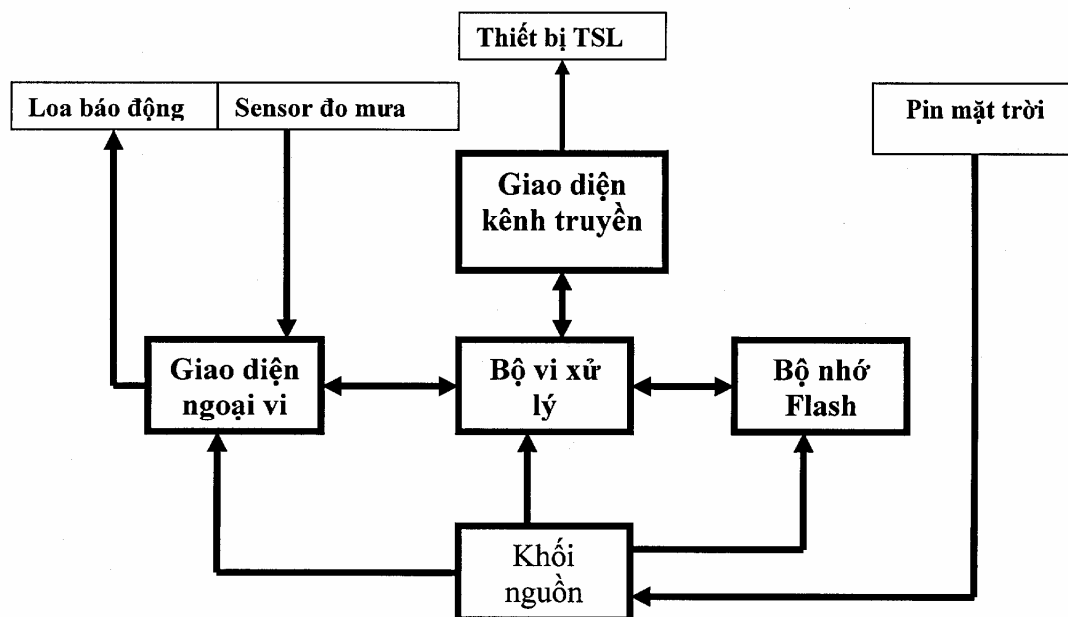 Thiết bị TSL
Loa báo động
Sensor đo mưa
Pin mặt trời
Giao diện
kênh truyền
Giao diện
ngoại vi
Bộ vi xử
lý
Bộ nhớ
Flash
Khối
nguồn